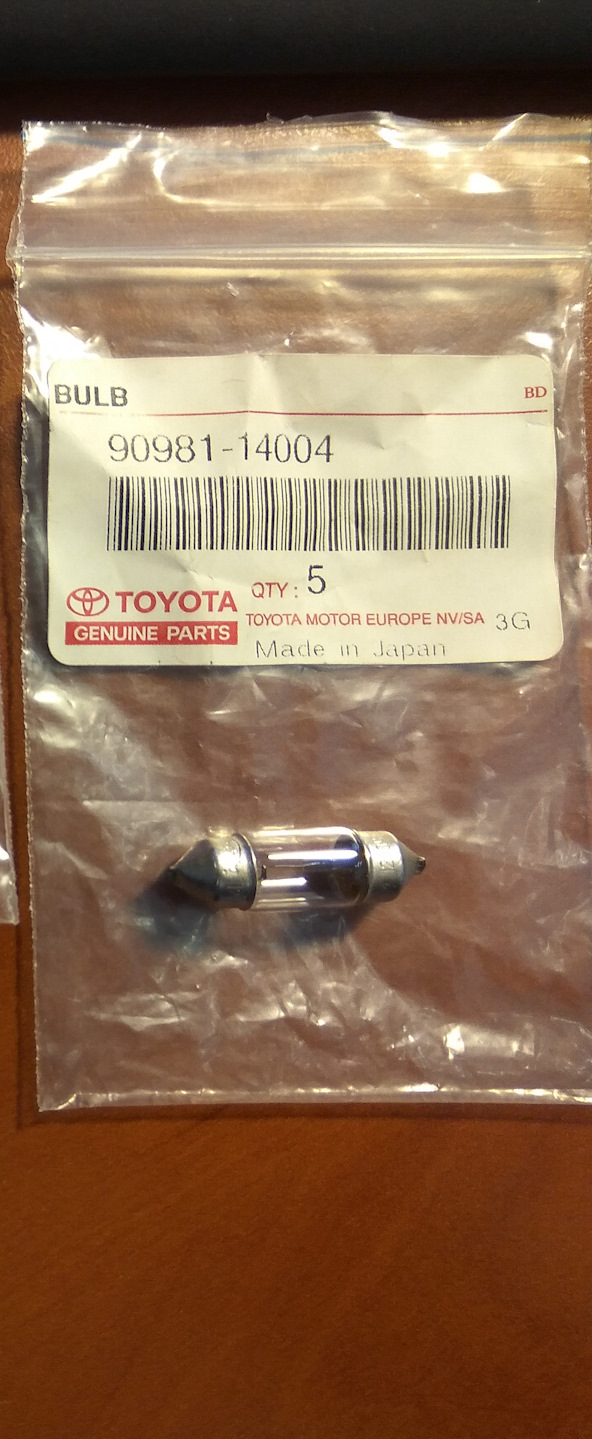 BULB BD
90981-14004
QTY: 5
TOYOTA
GENUINE PARTS
TOYOTA MOTOR EUROPE NV/SA 3G
Made in Japan